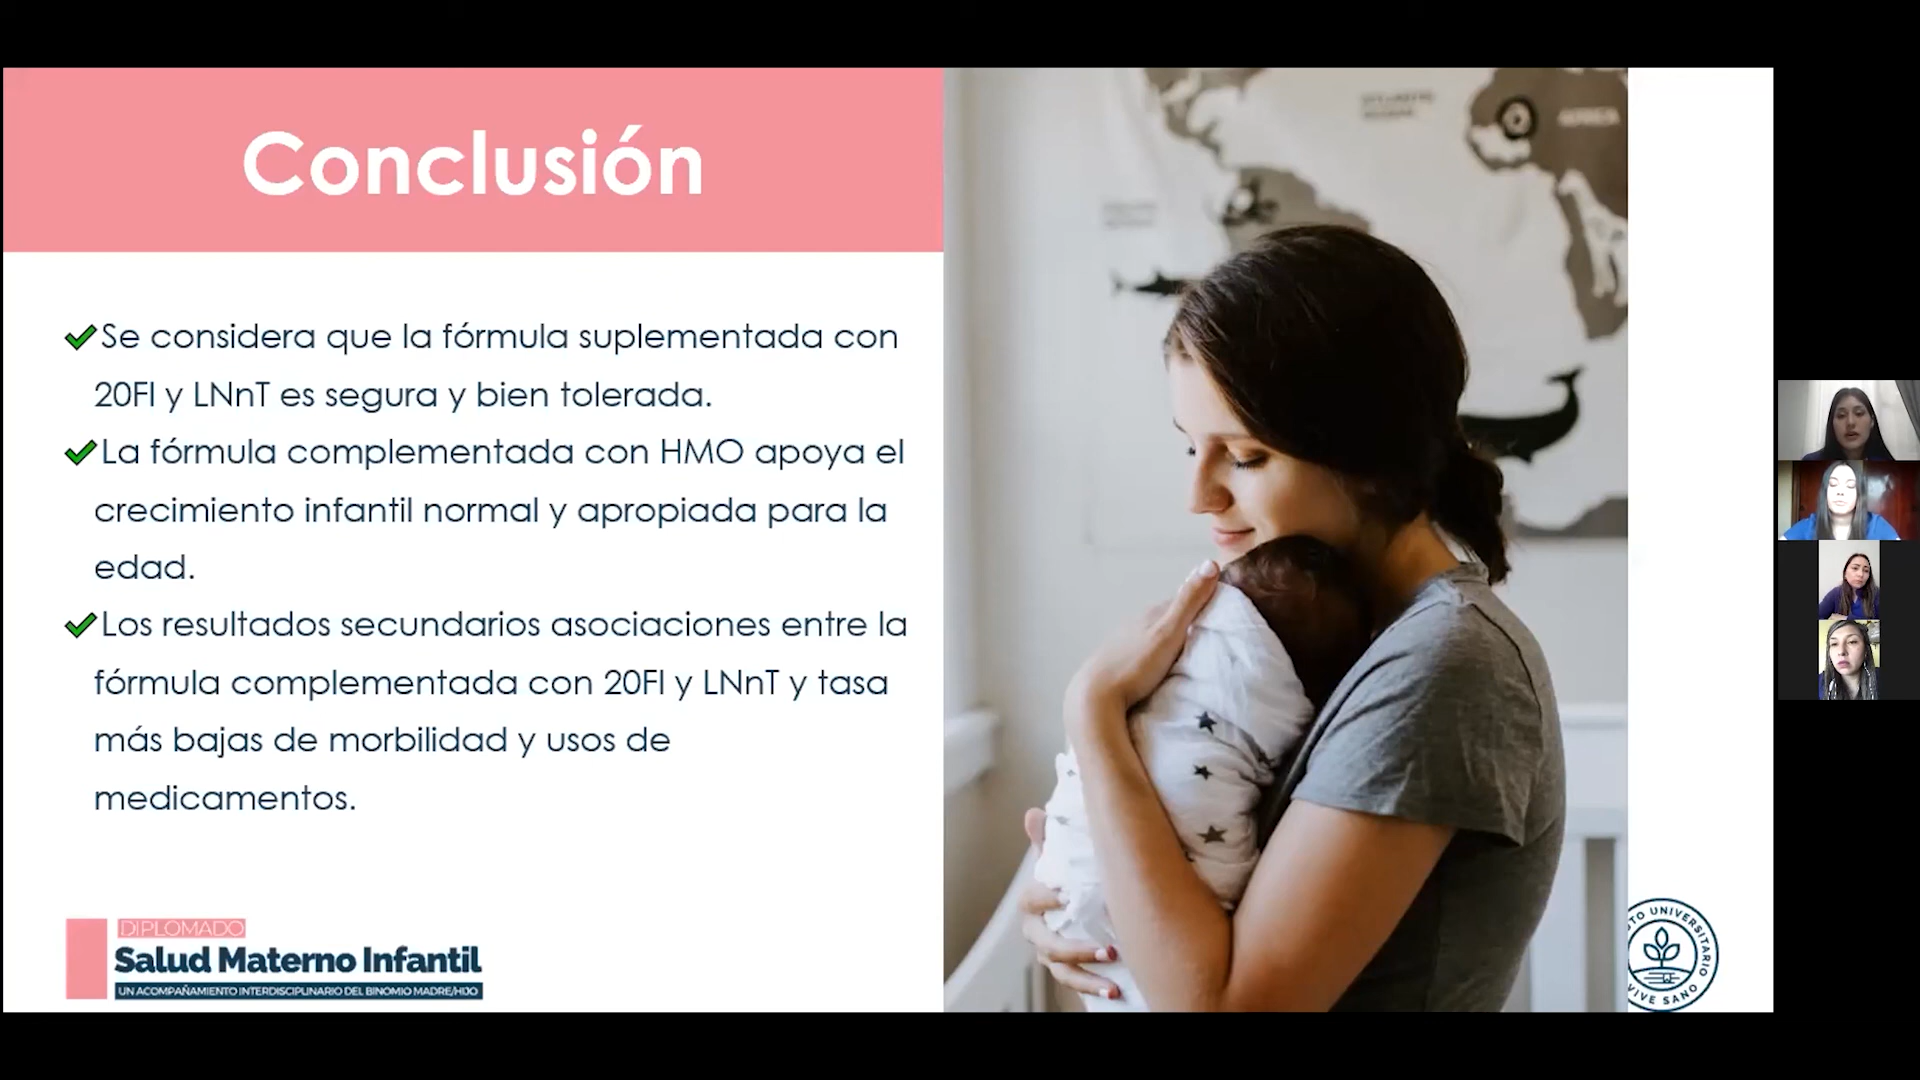 Conclusión
Se considera que la fórmula suplementada con
20Fl y LNnT es segura y bien tolerada.
La fórmula complementada con HMO apoya el
crecimiento infantil normal y apropiada para la
edad.
Los resultados secundarios asociaciones entre la
fórmula complementada con 20Fl y LNnT y tasa
más bajas de morbilidad y usos de
medicamentos.
DIPLOMADO
Salud Materno Infantil
UN ACOMPAÑAMIENTO INTERDISCIPLINARIO DEL BINOMIO MADRE/HIJO
UNIVERSITARIO
VIVE SANO